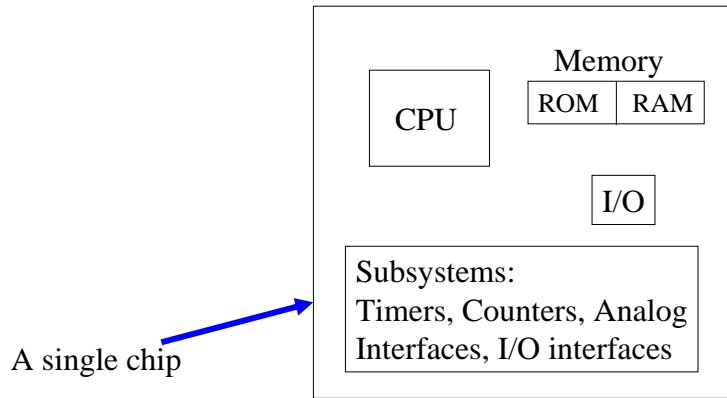 Memory
ROM RAM
CPU
I/O
Subsystems:
Timers, Counters, Analog
Interfaces, I/O interfaces
A single chip